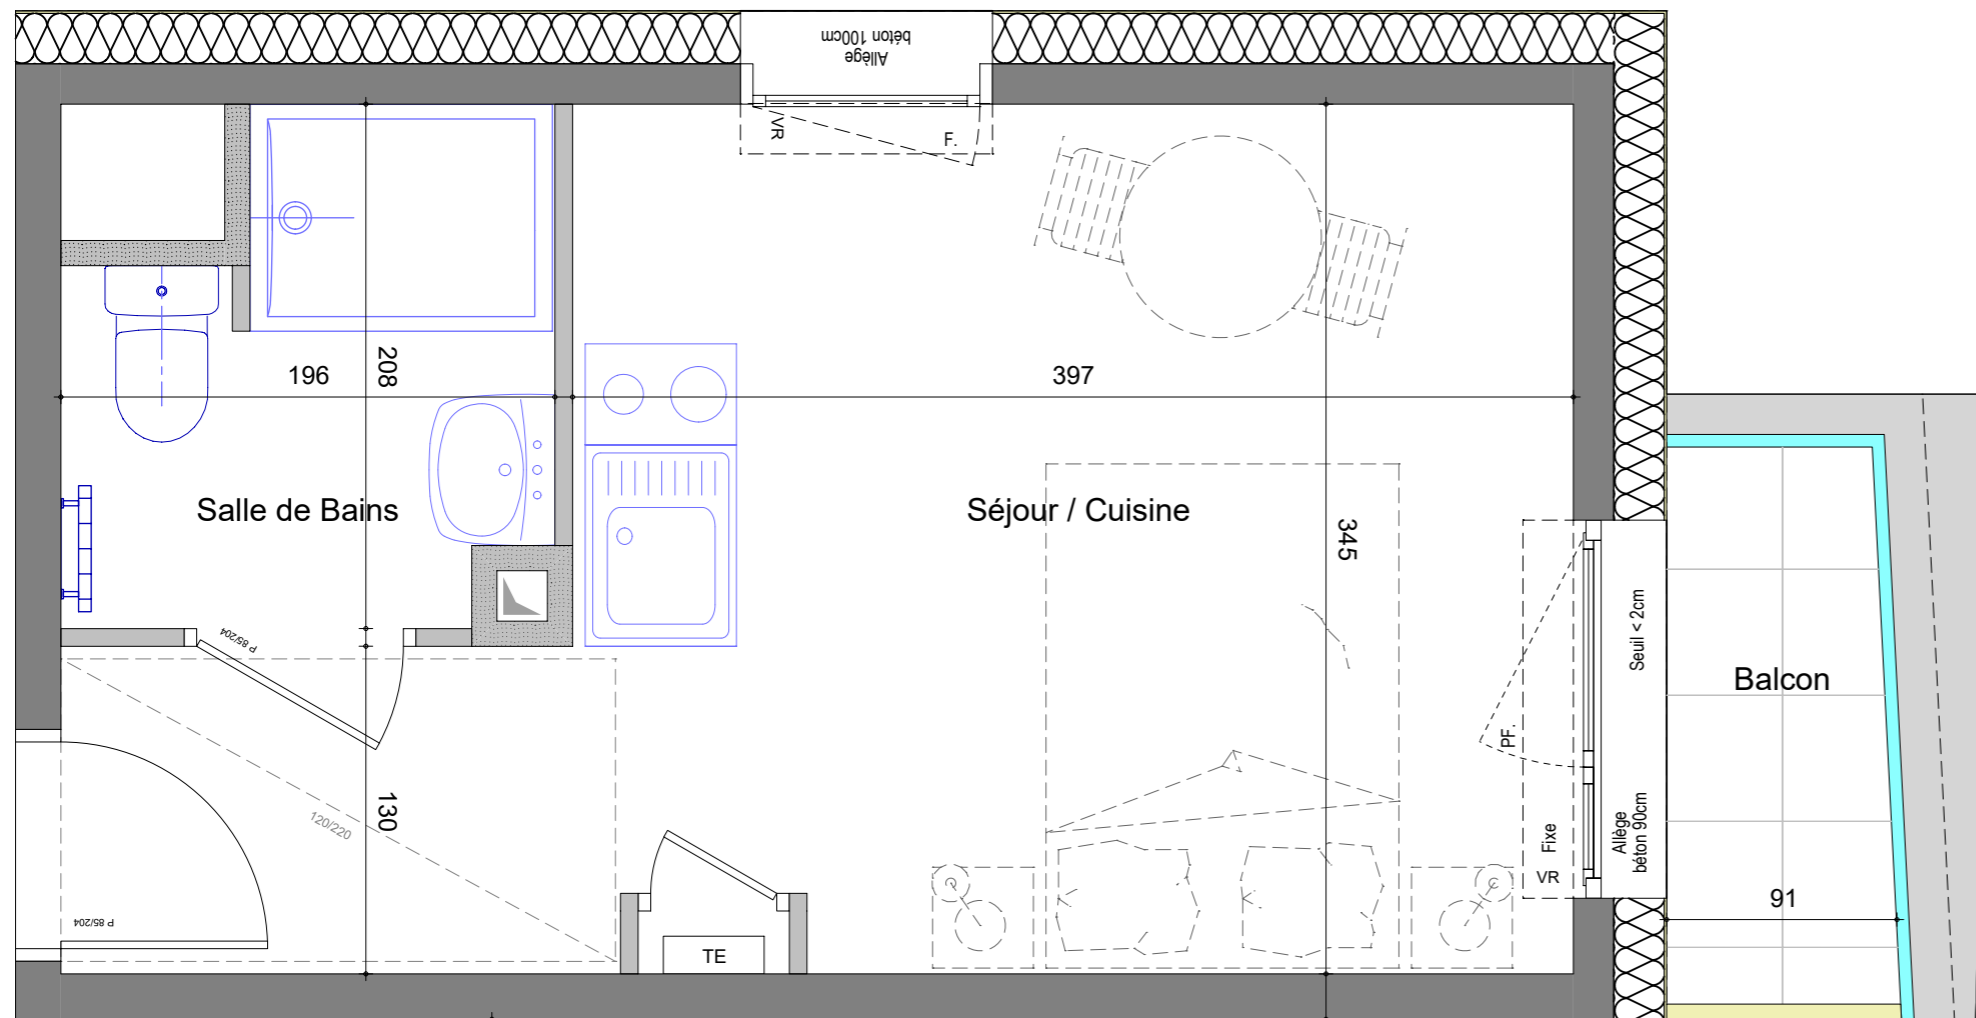 Allège
béton 100cm
VR
F.
196
208
397
Salle de Bains
Séjour / Cuisine
345
Seuil < 2cm
P 85/204
Balcon
PF.
130
120/220
Fixe
Allège
béton 90cm
VR
91
P 85/204
TE